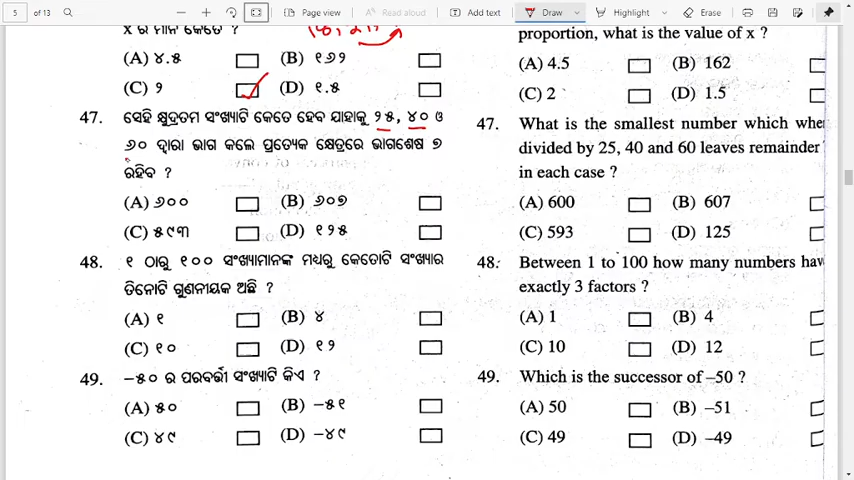 5 of 13 Page view Read aloud Add text Draw Highlight Erase Share
x ର ମାନ କେତେ ?
(A) ୪.୫ (B) ୧୬୨
(C) ୨ (D) ୧.୫
47. ସେହି କ୍ଷୁଦ୍ରତମ ସଂଖ୍ୟାଟି କେତେ ହେବ ଯାହାକୁ ୨୫, ୪୦ ଓ
୬୦ ଦ୍ୱାରା ଭାଗ କଲେ ପ୍ରତ୍ୟେକ କ୍ଷେତ୍ରରେ ଭାଗଶେଷ ୭
ରହିବ ?
(A) ୬୦୦ (B) ୬୦୭
(C) ୫୯୩ (D) ୧୨୫
48. ୧ ଠାରୁ ୧୦୦ ସଂଖ୍ୟାମାନଙ୍କ ମଧ୍ୟରୁ କେତୋଟି ସଂଖ୍ୟାର
ତିନୋଟି ଗୁଣନୀୟକ ଅଛି ?
(A) ୧ (B) ୪
(C) ୧୦ (D) ୧୨
49. –୫୦ ର ପରବର୍ତ୍ତୀ ସଂଖ୍ୟାଟି କିଏ ?
(A) ୫୦ (B) –୫୧
(C) ୪୯ (D) –୪୯
proportion, what is the value of x ?
(A) 4.5 (B) 162
(C) 2 (D) 1.5
47. What is the smallest number which whe
divided by 25, 40 and 60 leaves remainder
in each case ?
(A) 600 (B) 607
(C) 593 (D) 125
48. Between 1 to 100 how many numbers hav
exactly 3 factors ?
(A) 1 (B) 4
(C) 10 (D) 12
49. Which is the successor of –50 ?
(A) 50 (B) –51
(C) 49 (D) –49